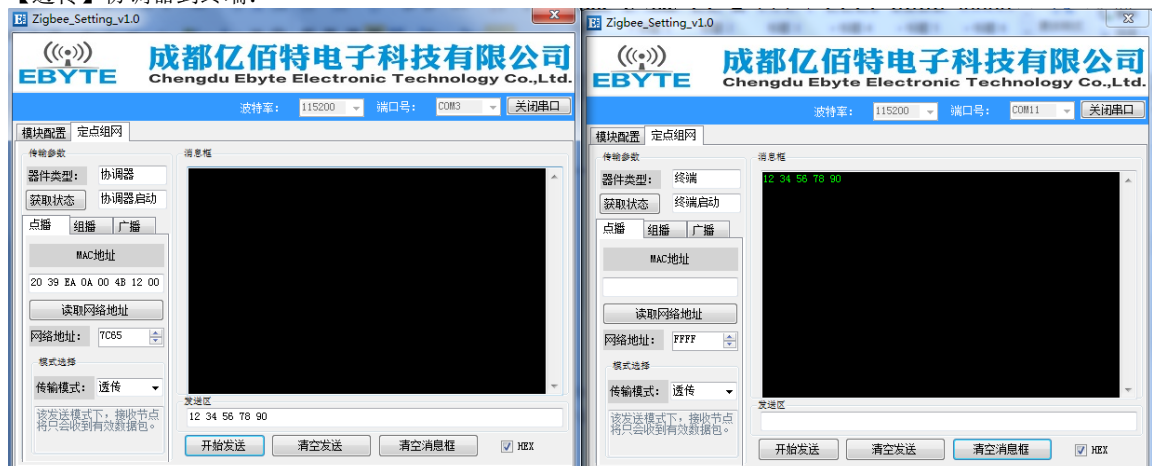 【透传】协调器到终端:
Zigbee_Setting_v1.0
EBYTE
成都亿佰特电子科技有限公司
Chengdu Ebyte Electronic Technology Co.,Ltd.
波特率: 115200 端口号: COM3 关闭串口
模块配置 定点组网
传输参数
器件类型: 协调器
获取状态 协调器启动
点播 组播 广播
MAC地址
20 39 EA 0A 00 4B 12 00
读取网络地址
网络地址: 7C65
模式选择
传输模式: 透传
该发送模式下,接收节点
将只会收到有效数据包。
消息框
发送区
12 34 56 78 90
开始发送 清空发送 清空消息框 HEX
Zigbee_Setting_v1.0
EBYTE
成都亿佰特电子科技有限公司
Chengdu Ebyte Electronic Technology Co.,Ltd.
波特率: 115200 端口号: COM11 关闭串口
模块配置 定点组网
传输参数
器件类型: 终端
获取状态 终端启动
点播 组播 广播
MAC地址
读取网络地址
网络地址: FFFF
模式选择
传输模式: 透传
该发送模式下,接收节点
将只会收到有效数据包。
消息框
12 34 56 78 90
发送区
开始发送 清空发送 清空消息框 HEX